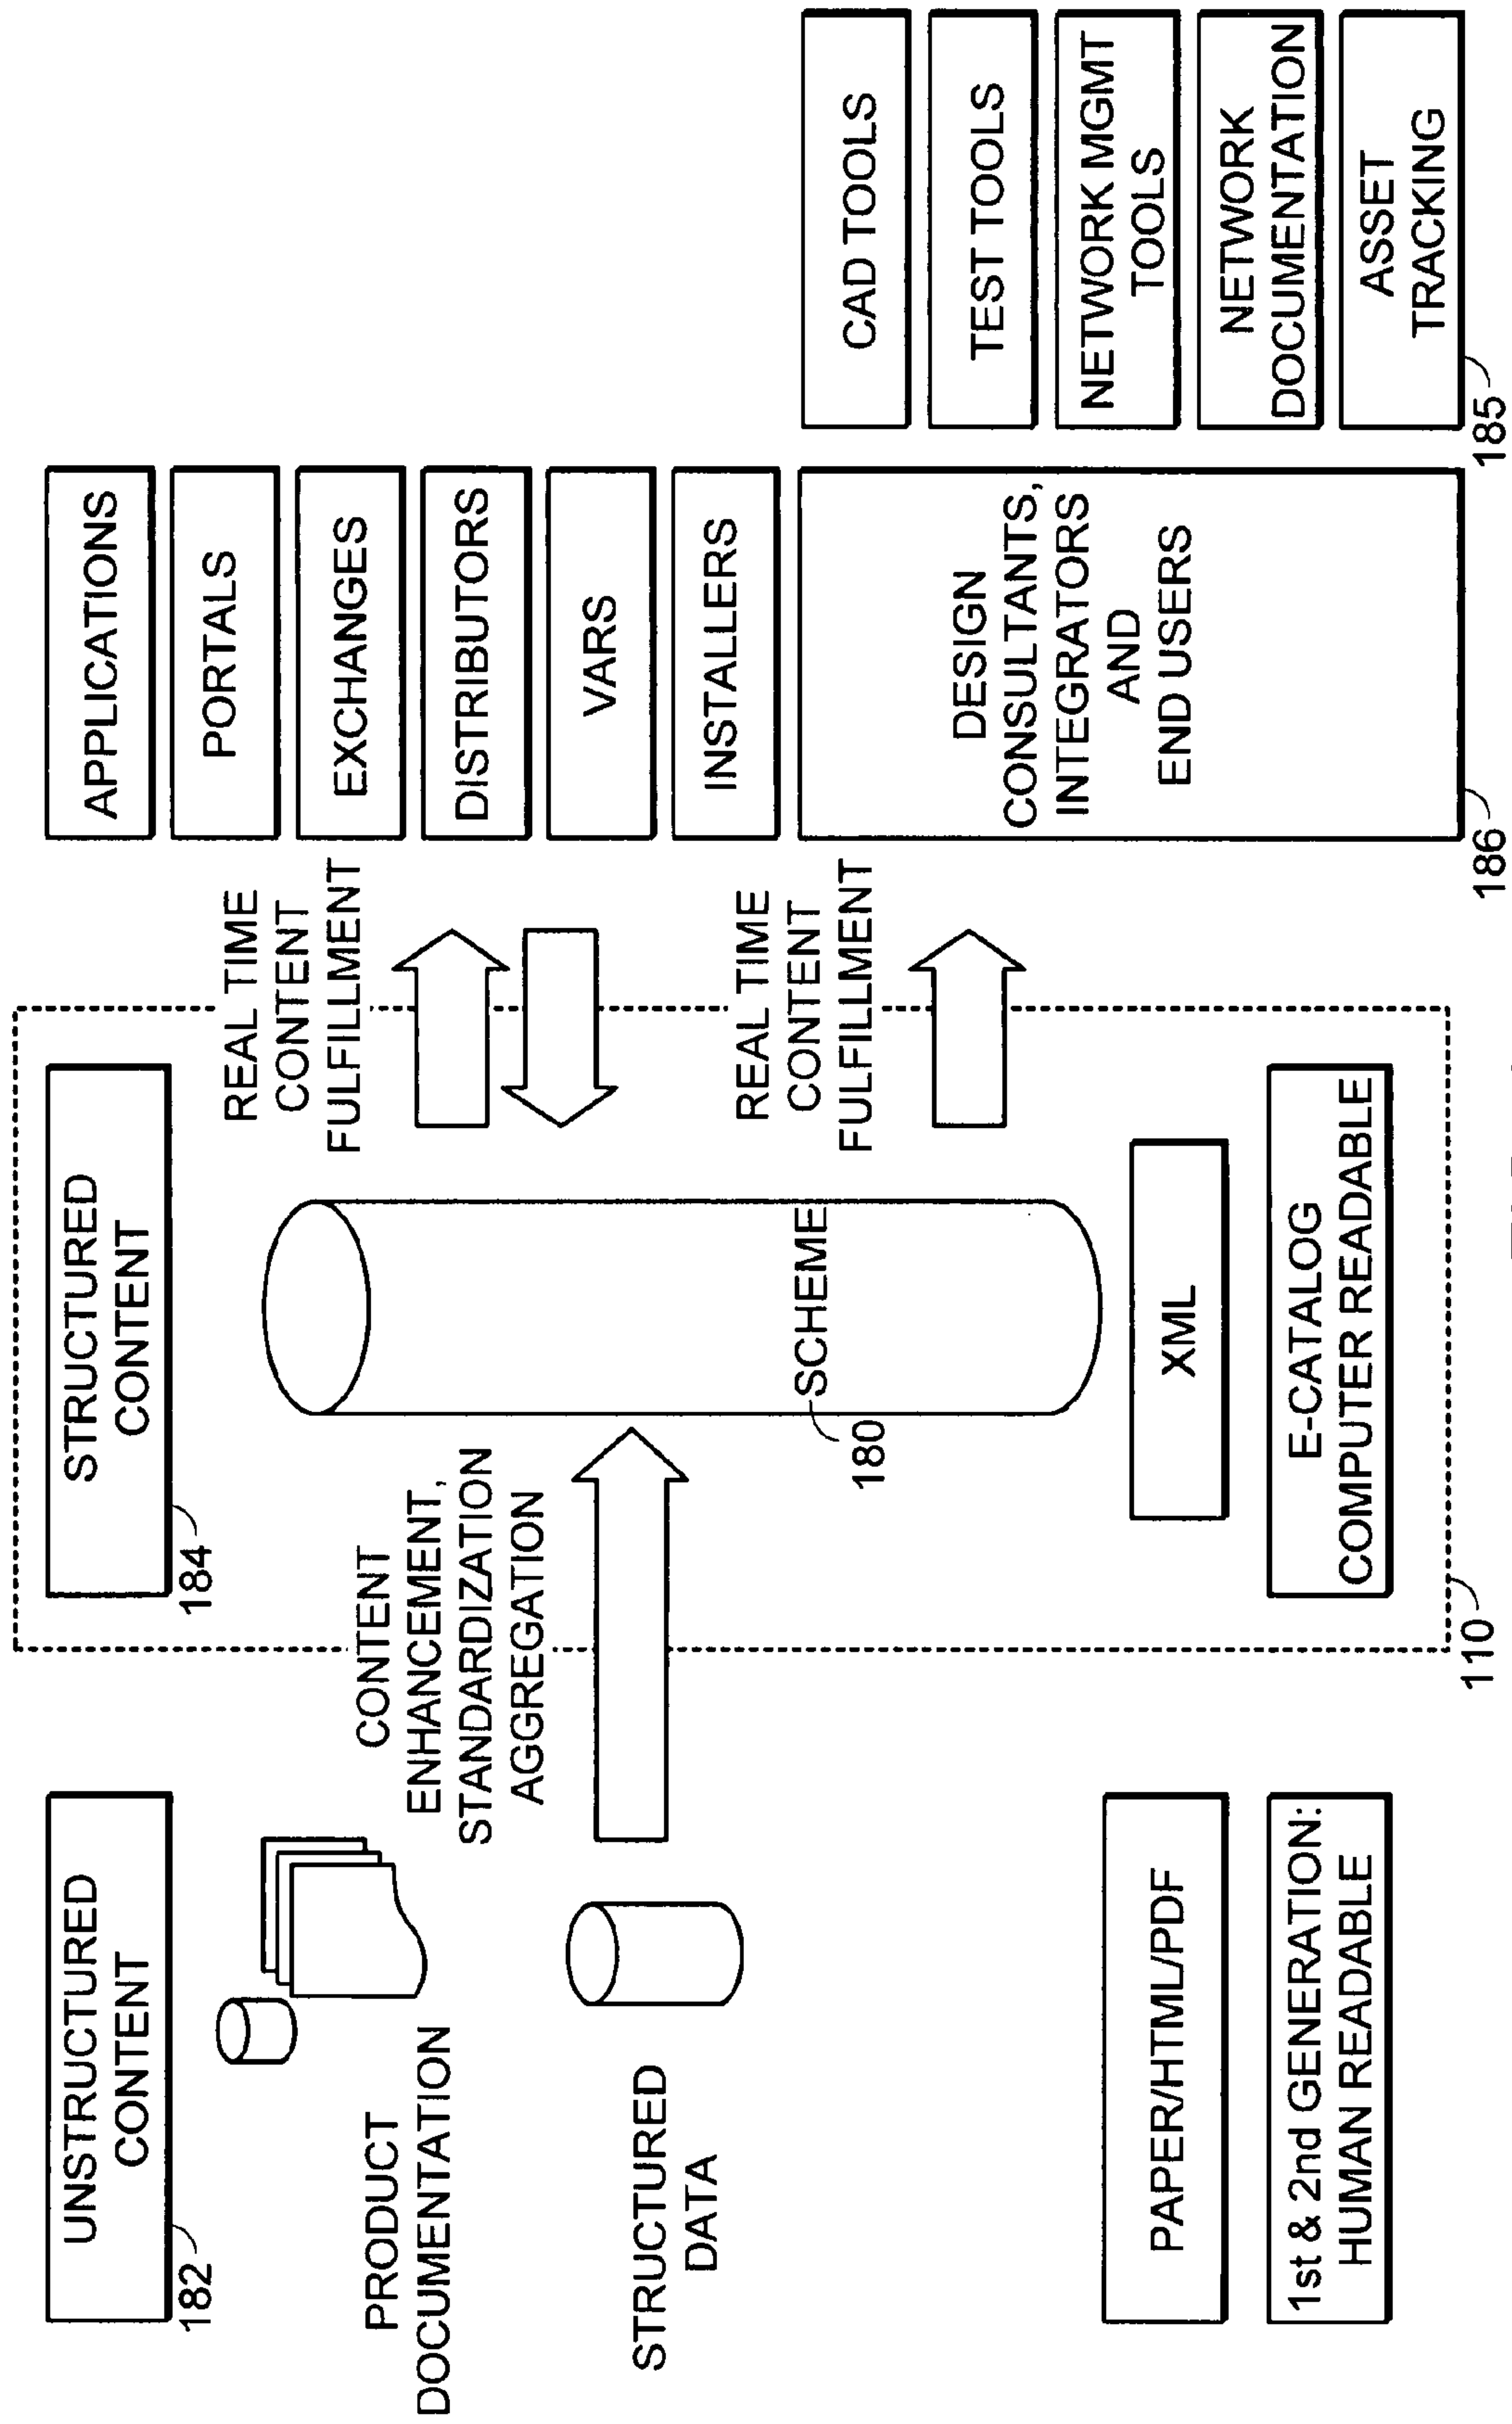 UNSTRUCTURED
CONTENT
182
PRODUCT
DOCUMENTATION
STRUCTURED
DATA
PAPER/HTML/PDF
1st & 2nd GENERATION:
HUMAN READABLE
CONTENT
ENHANCEMENT,
STANDARDIZATION
AGGREGATION
STRUCTURED
CONTENT
184
SCHEME
180
XML
E-CATALOG
COMPUTER READABLE
110
REAL TIME
CONTENT
FULFILLMENT
REAL TIME
CONTENT
FULFILLMENT
APPLICATIONS
PORTALS
EXCHANGES
DISTRIBUTORS
VARS
INSTALLERS
DESIGN
CONSULTANTS,
INTEGRATORS
AND
END USERS
186
CAD TOOLS
TEST TOOLS
NETWORK MGMT
TOOLS
NETWORK
DOCUMENTATION
ASSET
TRACKING
185